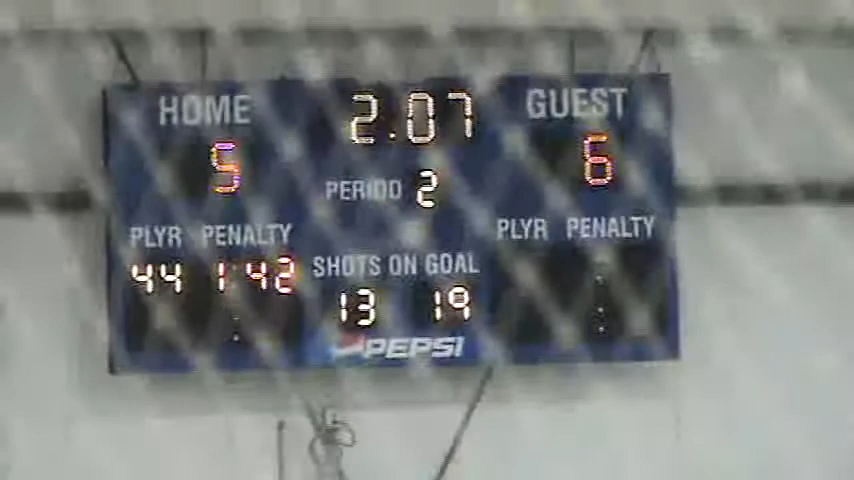 HOME 2.07 GUEST
5 6
PERIOD 2
PLYR PENALTY PLYR PENALTY
44 1:42 SHOTS ON GOAL
13 19
PEPSI